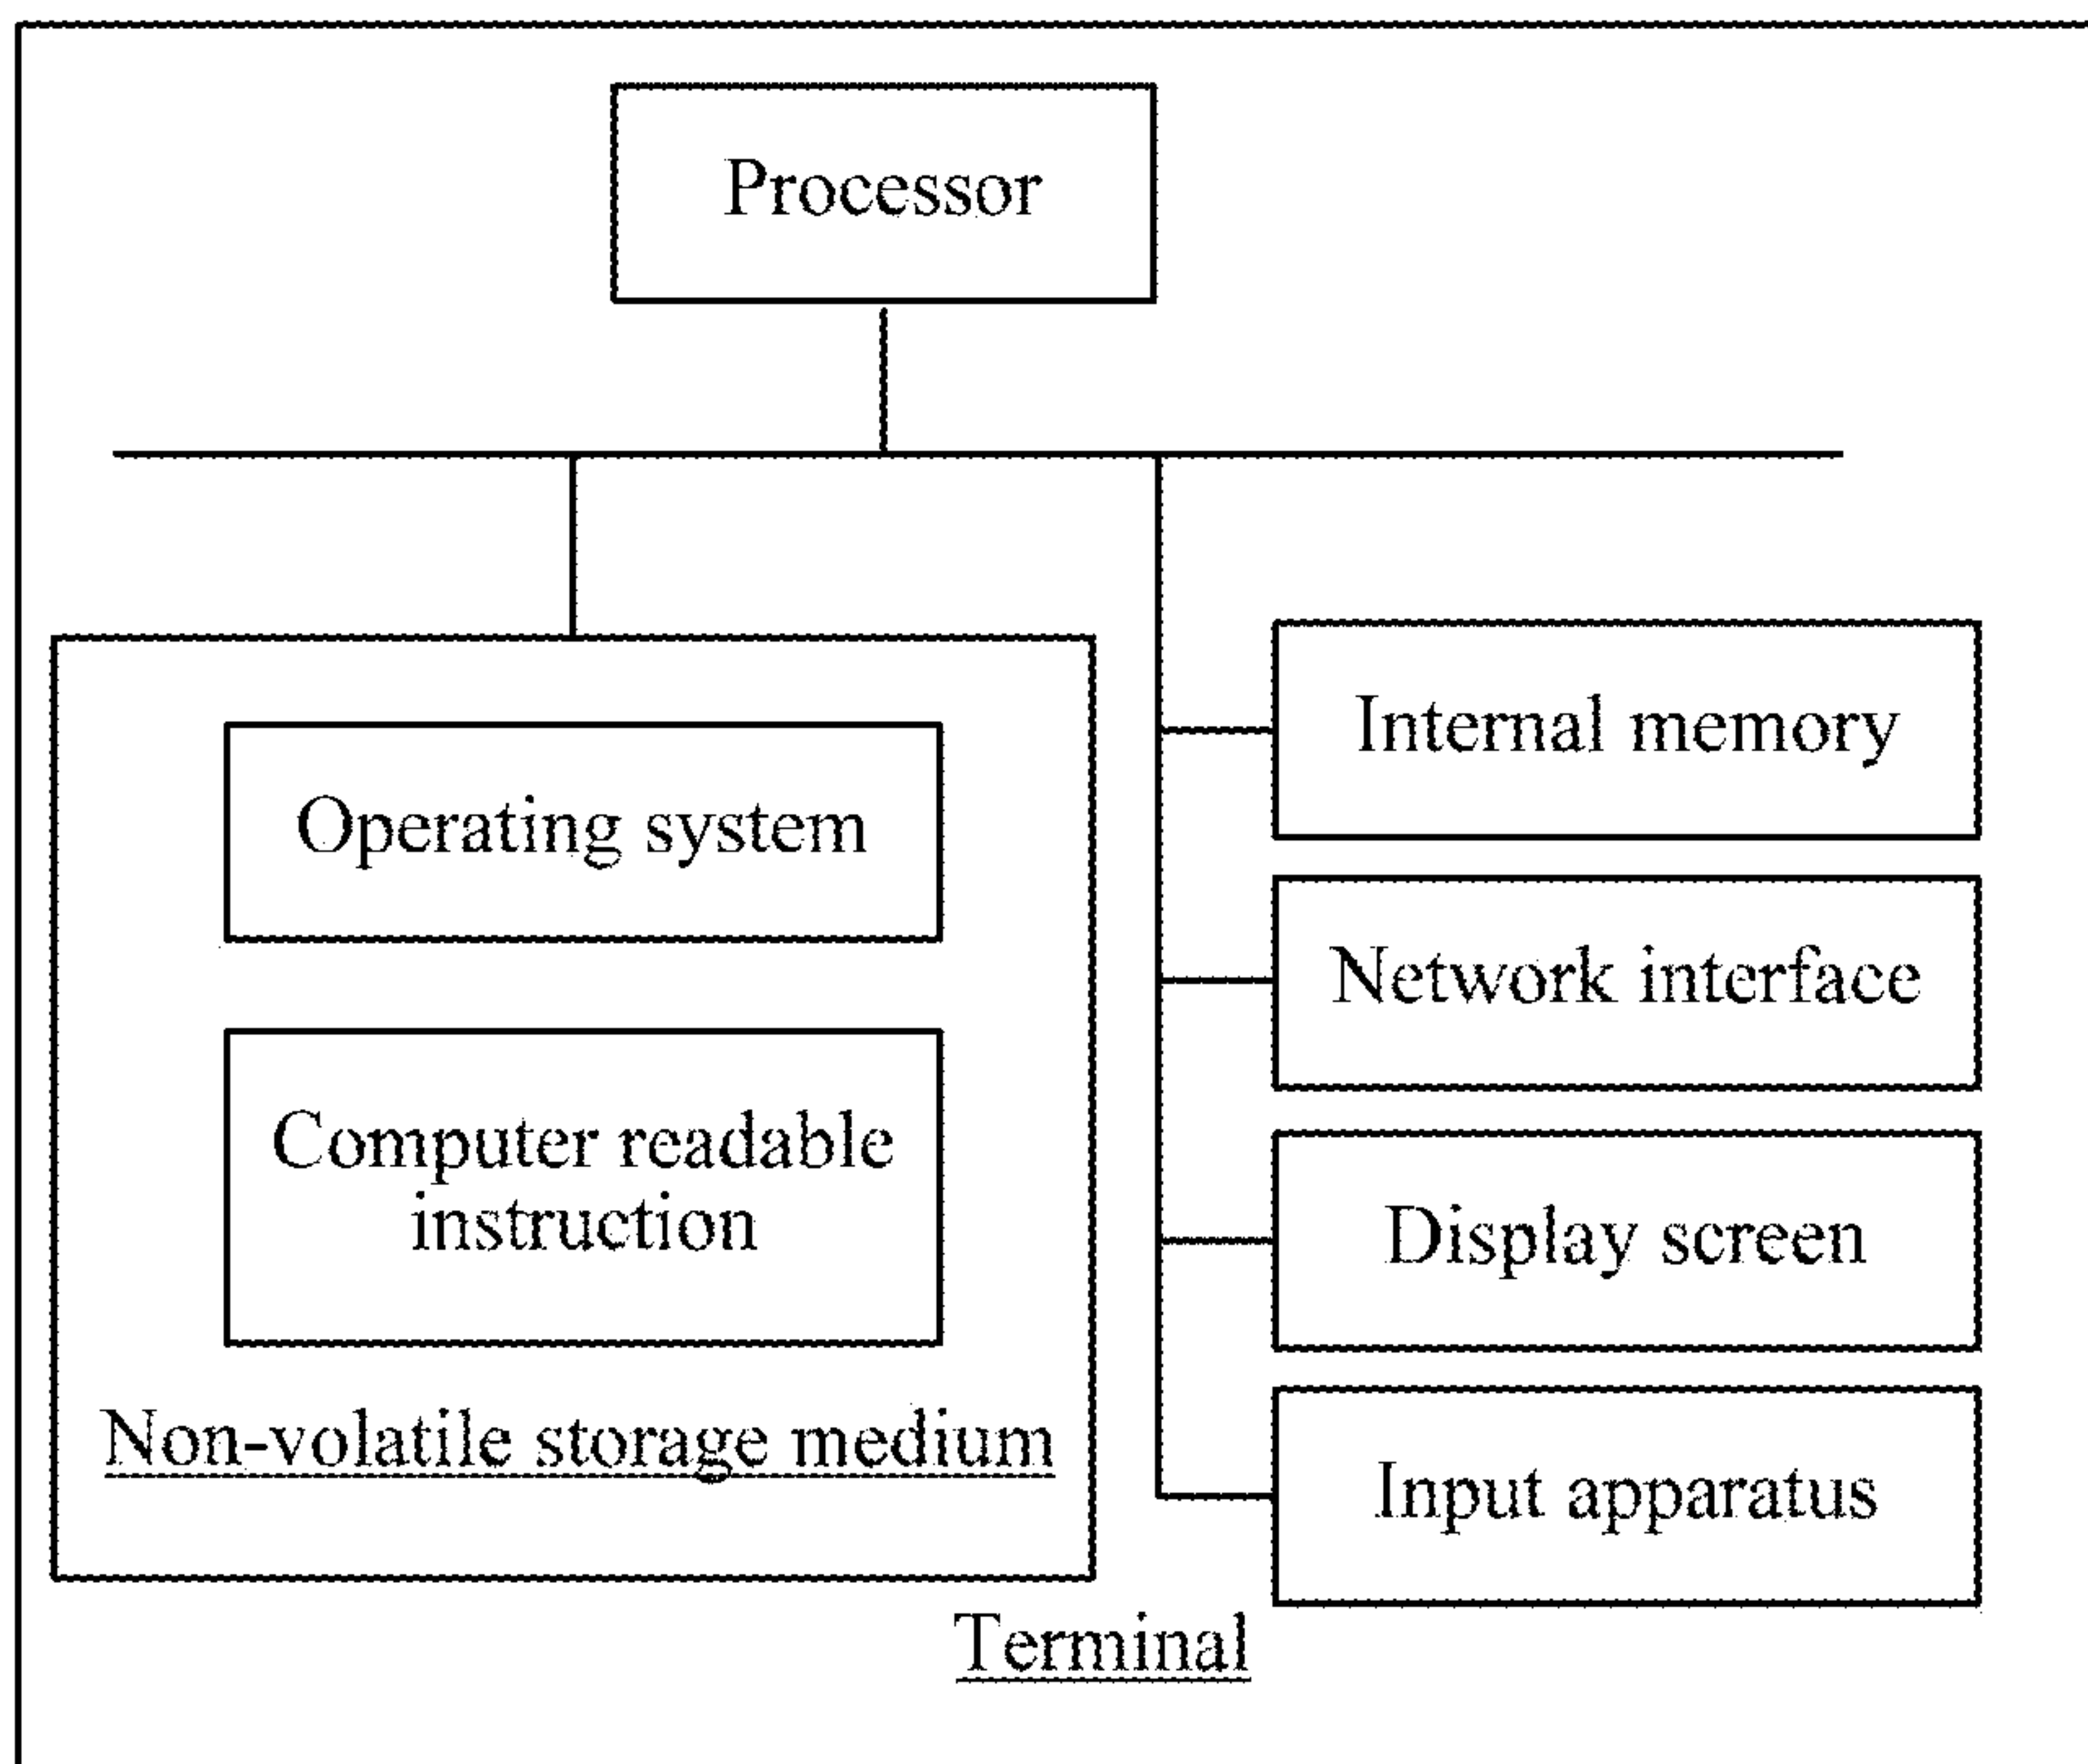 Processor
Operating system
Computer readable
instruction
Non-volatile storage medium
Internal memory
Network interface
Display screen
Input apparatus
Terminal